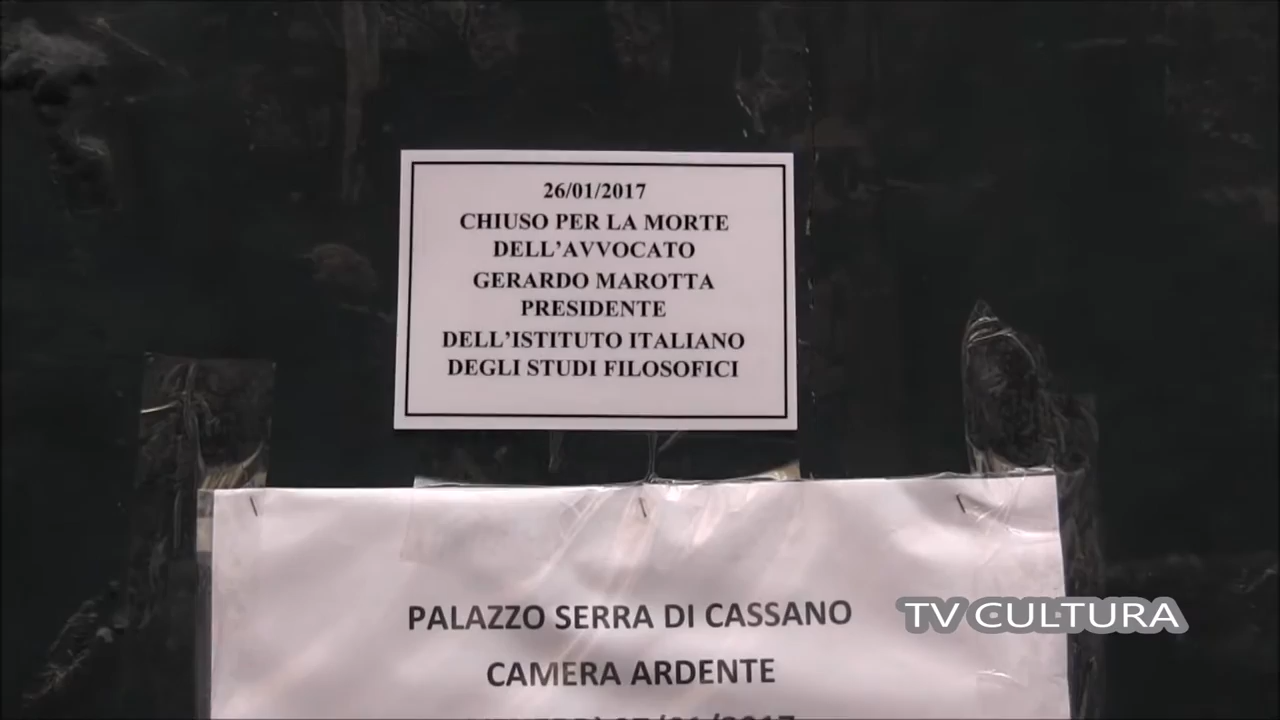 26/01/2017
CHIUSO PER LA MORTE
DELL'AVVOCATO
GERARDO MAROTTA
PRESIDENTE
DELL'ISTITUTO ITALIANO
DEGLI STUDI FILOSOFICI
PALAZZO SERRA DI CASSANO
TV CULTURA
CAMERA ARDENTE